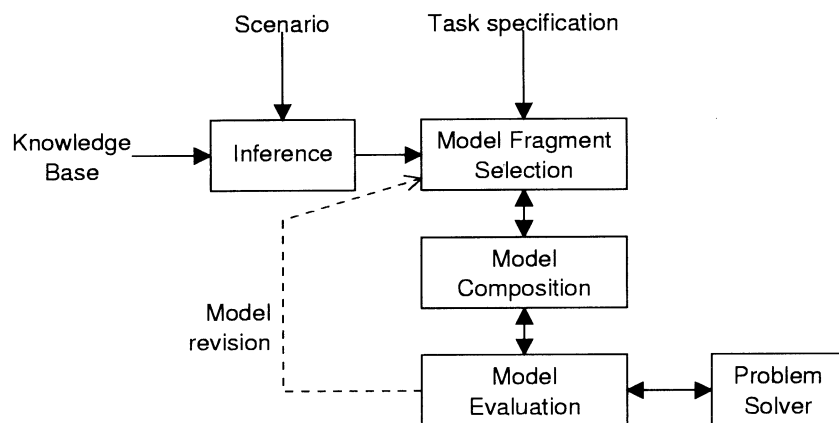 Scenario
Task specification
Knowledge
Base
Inference
Model Fragment
Selection
Model
Composition
Model
revision
Model
Evaluation
Problem
Solver